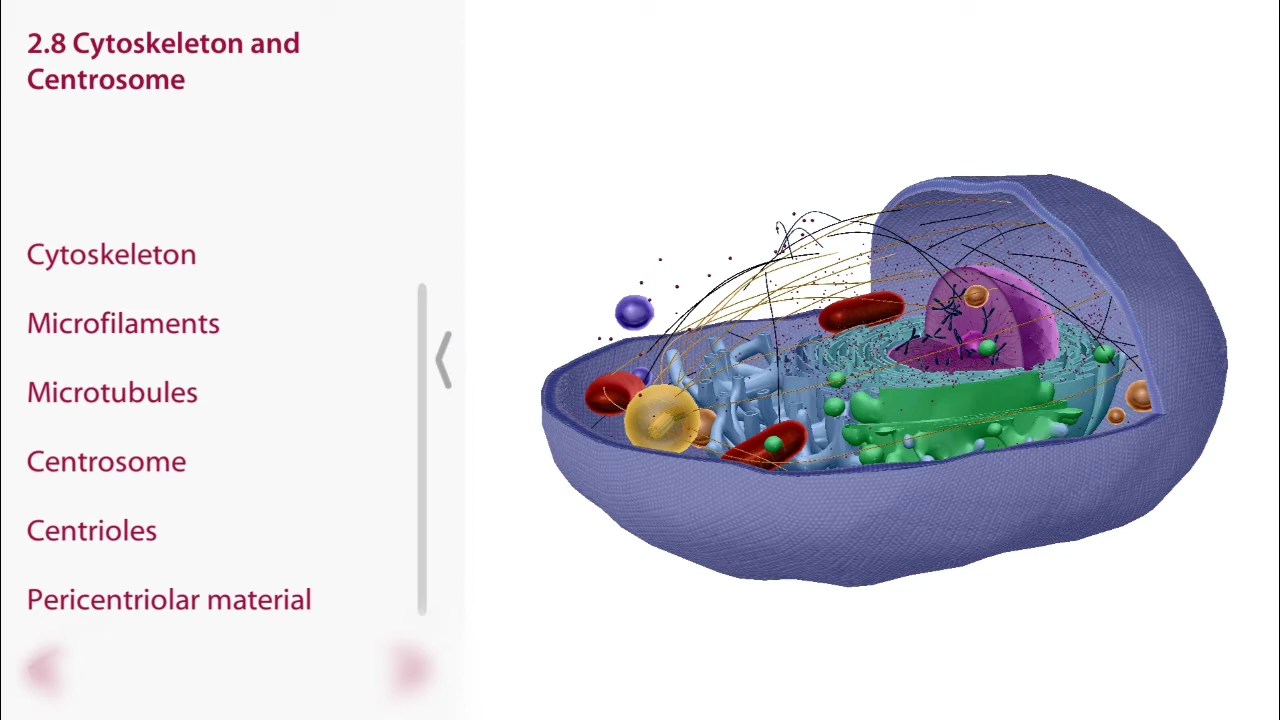 2.8 Cytoskeleton and
Centrosome
Cytoskeleton
Microfilaments
Microtubules
Centrosome
Centrioles
Pericentriolar material